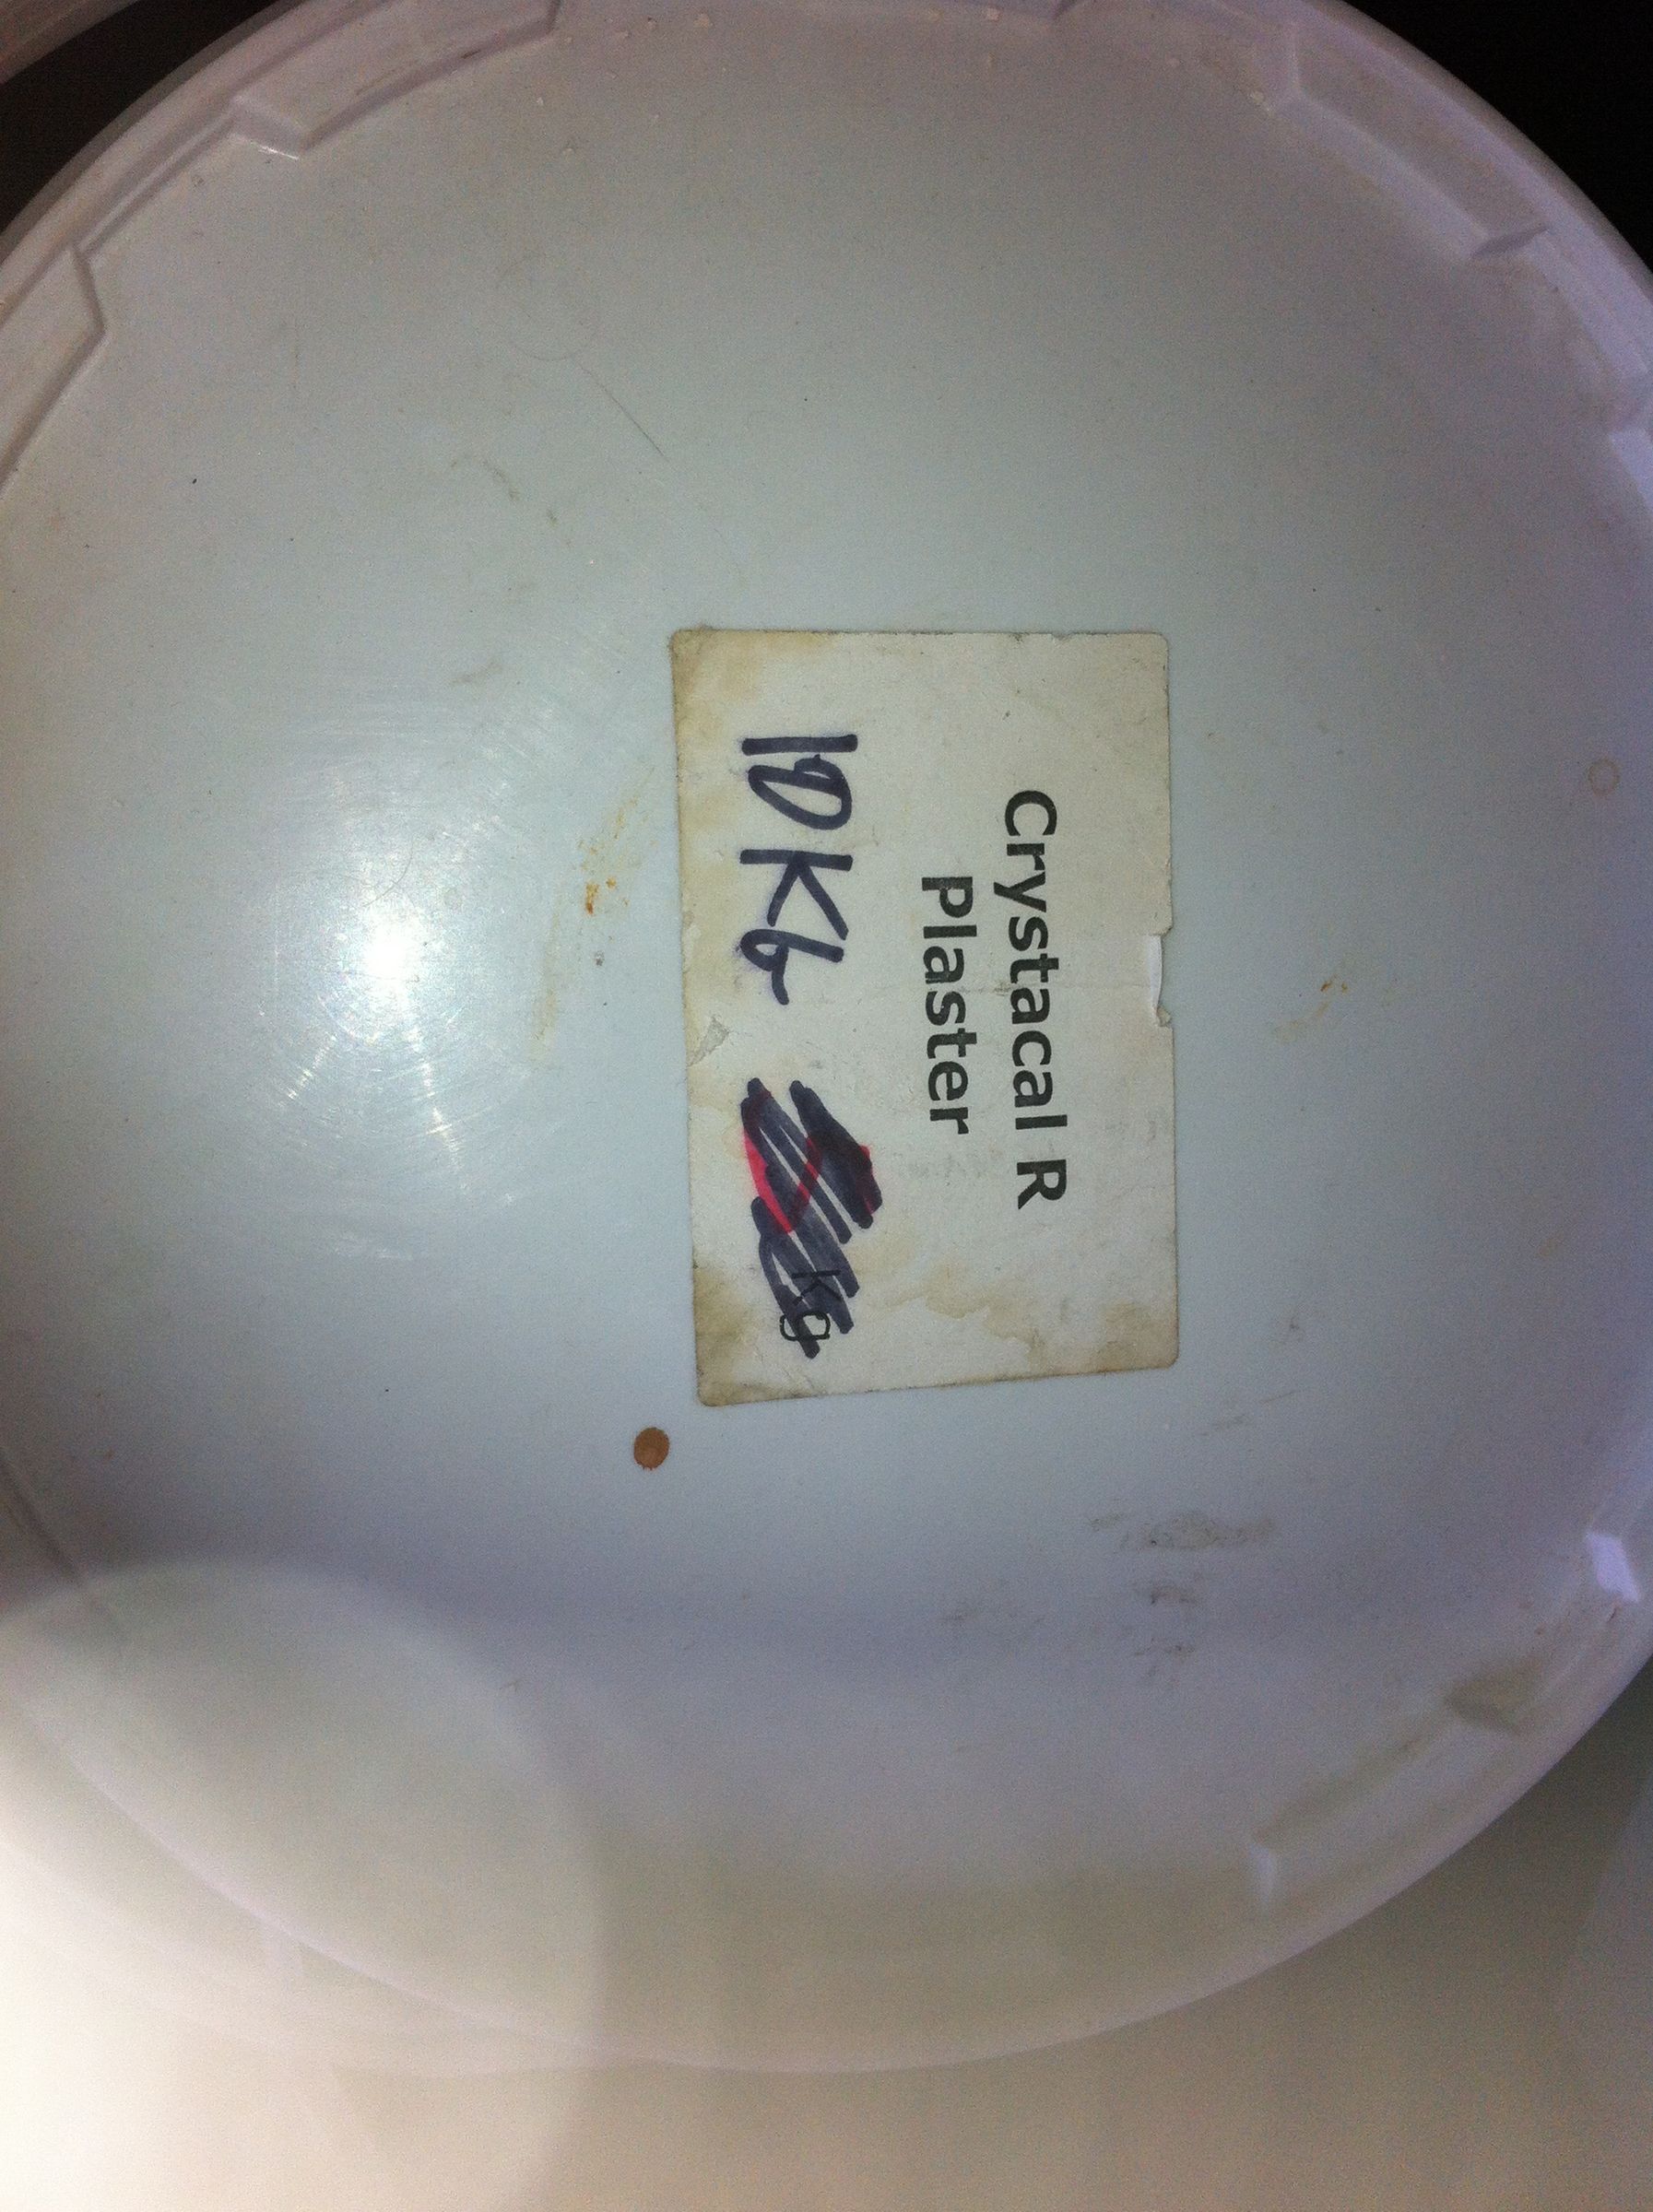 Crystacal R
Plaster
10 KG kg